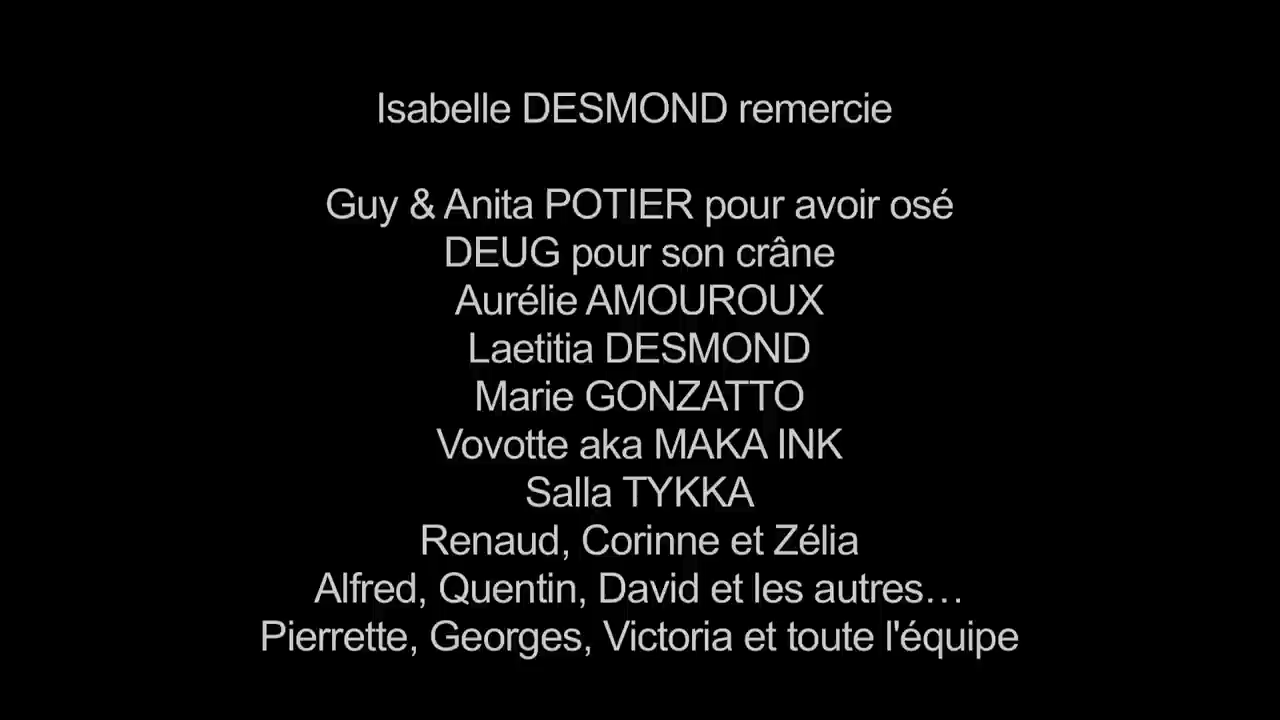 Isabelle DESMOND remercie
Guy & Anita POTIER pour avoir osé
DEUG pour son crâne
Aurélie AMOUROUX
Laetitia DESMOND
Marie GONZATTO
Vovotte aka MAKA INK
Salla TYKKA
Renaud, Corinne et Zélia
Alfred, Quentin, David et les autres…
Pierrette, Georges, Victoria et toute l'équipe